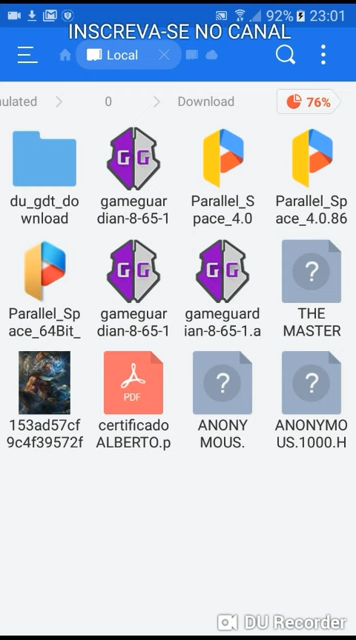 92% 23:01
INSCREVA-SE NO CANAL
Local
ulated 0 Download 76%
du_gdt_do
wnload
gameguar
dian-8-65-1
Parallel_S
pace_4.0
Parallel_Sp
ace_4.0.86
Parallel_Sp
ace_64Bit_
gameguar
dian-8-65-1
gameguard
ian-8-65-1.a
THE
MASTER
153ad57cf
9c4f39572f
PDF
certificado
ALBERTO.p
ANONY
MOUS.
ANONYMO
US.1000.H
DU Recorder